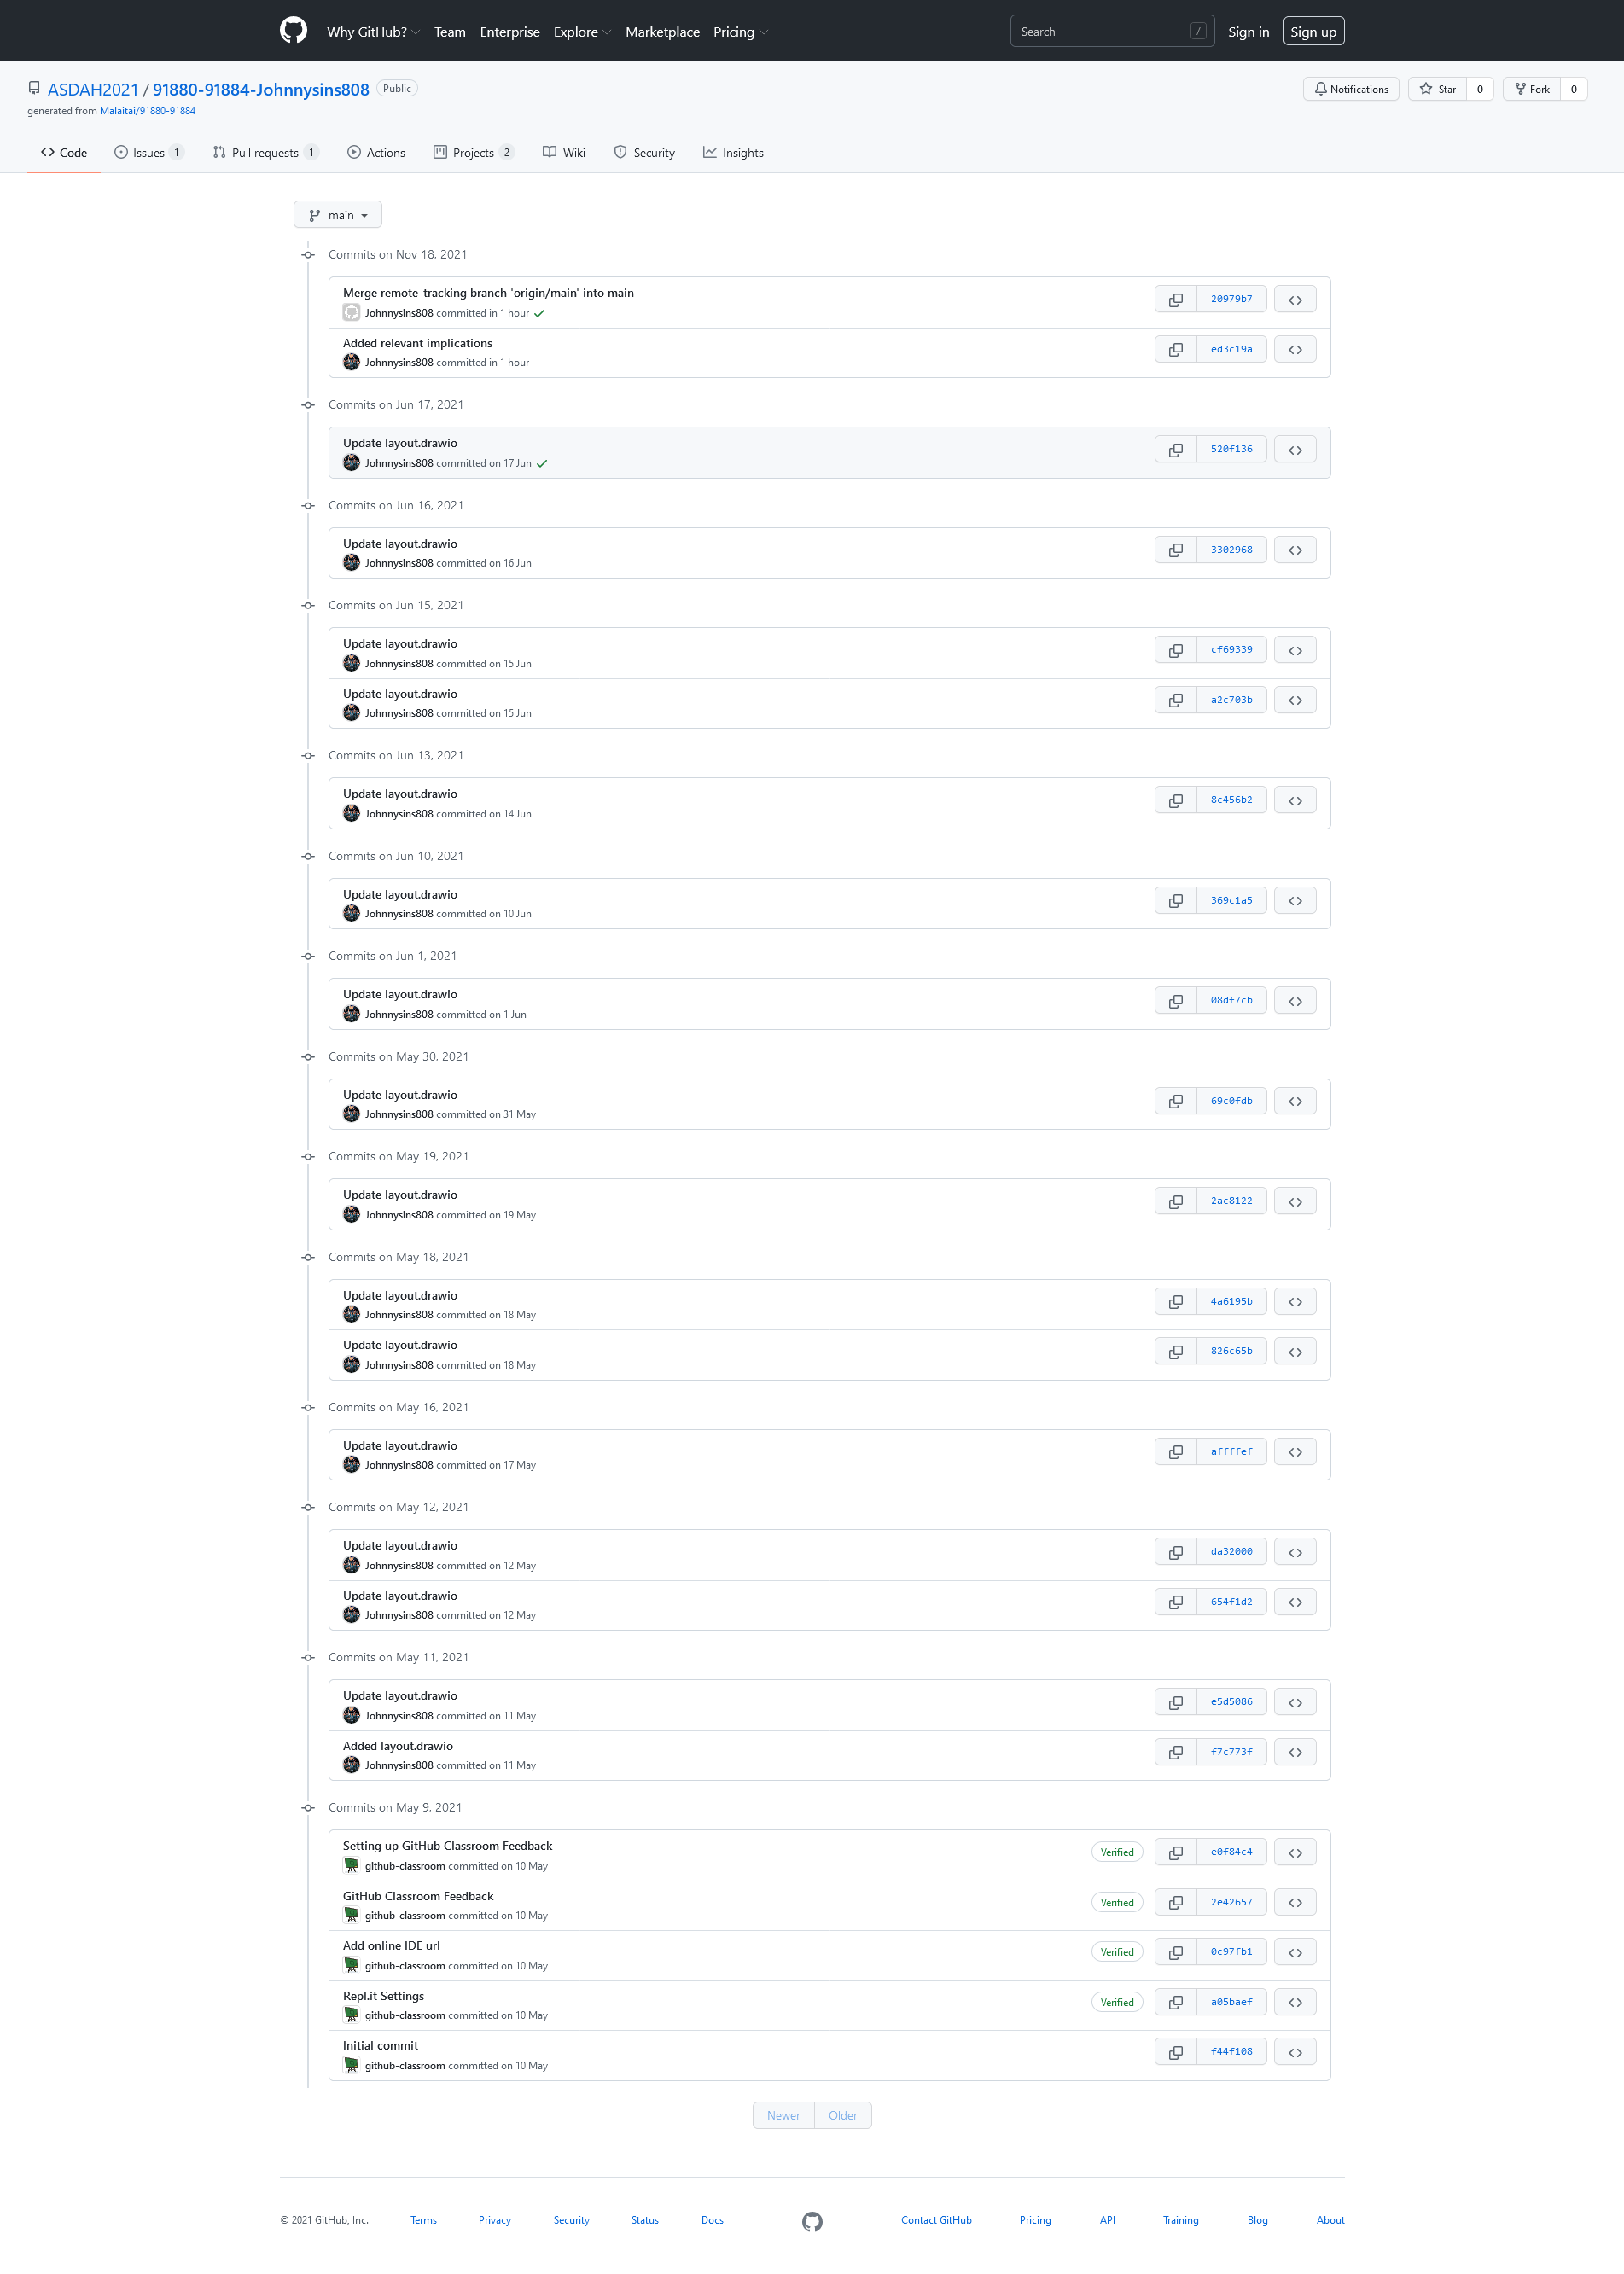 Why GitHub? Team Enterprise Explore Marketplace Pricing Search / Sign in Sign up
ASDAH2021 / 91880-91884-Johnnysins808 Public Notifications Star 0 Fork 0
generated from Malaitai/91880-91884
Code Issues 1 Pull requests 1 Actions Projects 2 Wiki Security Insights
main
Commits on Nov 18, 2021
Merge remote-tracking branch 'origin/main' into main 20979b7
Johnnysins808 committed in 1 hour
Added relevant implications ed3c19a
Johnnysins808 committed in 1 hour
Commits on Jun 17, 2021
Update layout.drawio 520f136
Johnnysins808 committed on 17 Jun
Commits on Jun 16, 2021
Update layout.drawio 3302968
Johnnysins808 committed on 16 Jun
Commits on Jun 15, 2021
Update layout.drawio cf69339
Johnnysins808 committed on 15 Jun
Update layout.drawio a2c703b
Johnnysins808 committed on 15 Jun
Commits on Jun 13, 2021
Update layout.drawio 8c456b2
Johnnysins808 committed on 14 Jun
Commits on Jun 10, 2021
Update layout.drawio 369c1a5
Johnnysins808 committed on 10 Jun
Commits on Jun 1, 2021
Update layout.drawio 08df7cb
Johnnysins808 committed on 1 Jun
Commits on May 30, 2021
Update layout.drawio 69c0fdb
Johnnysins808 committed on 31 May
Commits on May 19, 2021
Update layout.drawio 2ac8122
Johnnysins808 committed on 19 May
Commits on May 18, 2021
Update layout.drawio 4a6195b
Johnnysins808 committed on 18 May
Update layout.drawio 826c65b
Johnnysins808 committed on 18 May
Commits on May 16, 2021
Update layout.drawio affffef
Johnnysins808 committed on 17 May
Commits on May 12, 2021
Update layout.drawio da32000
Johnnysins808 committed on 12 May
Update layout.drawio 654f1d2
Johnnysins808 committed on 12 May
Commits on May 11, 2021
Update layout.drawio e5d5086
Johnnysins808 committed on 11 May
Added layout.drawio f7c773f
Johnnysins808 committed on 11 May
Commits on May 9, 2021
Setting up GitHub Classroom Feedback Verified e0f84c4
github-classroom committed on 10 May
GitHub Classroom Feedback Verified 2e42657
github-classroom committed on 10 May
Add online IDE url Verified 0c97fb1
github-classroom committed on 10 May
Repl.it Settings Verified a05baef
github-classroom committed on 10 May
Initial commit f44f108
github-classroom committed on 10 May
Newer Older
© 2021 GitHub, Inc. Terms Privacy Security Status Docs Contact GitHub Pricing API Training Blog About